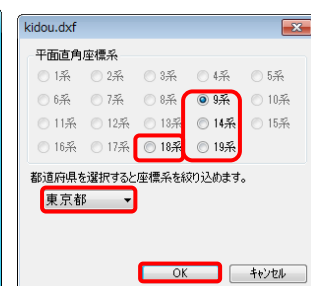 kidou.dxf
平面直角座標系
1系 2系 3系 4系 5系
6系 7系 8系 9系 10系
11系 12系 13系 14系 15系
16系 17系 18系 19系
都道府県を選択すると座標系を絞り込めます。
東京都
OK キャンセル